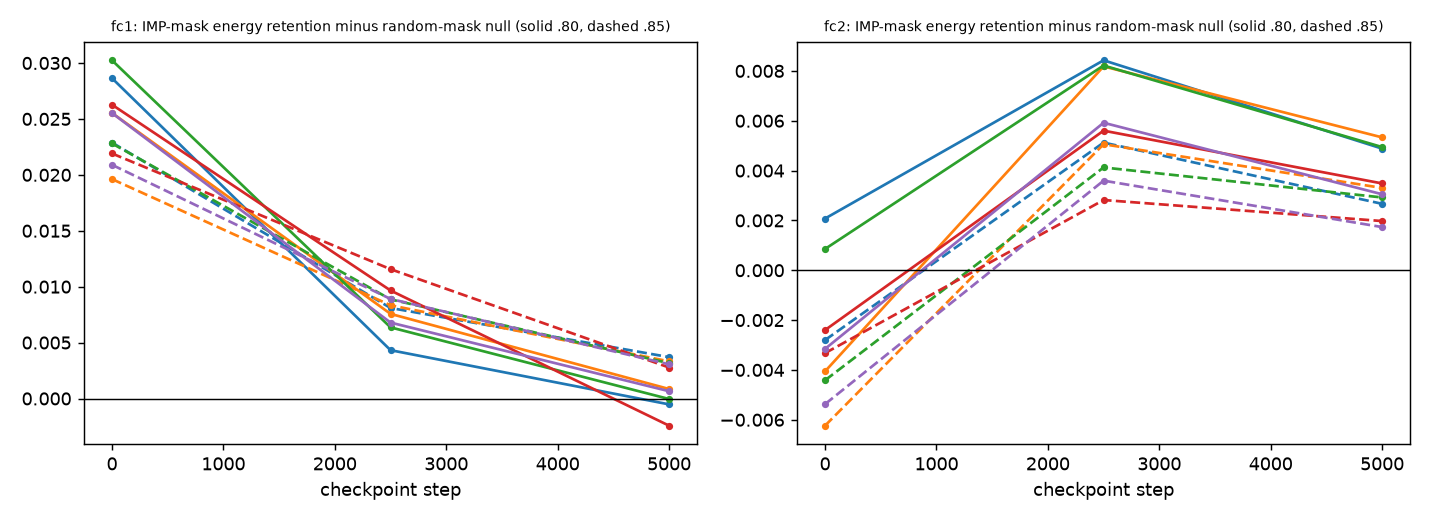 fc1: IMP-mask energy retention minus random-mask null (solid .80, dashed .85)
0.030
0.025
0.020
0.015
0.010
0.005
0.000
0 1000 2000 3000 4000 5000
checkpoint step
fc2: IMP-mask energy retention minus random-mask null (solid .80, dashed .85)
0.008
0.006
0.004
0.002
0.000
−0.002
−0.004
−0.006
0 1000 2000 3000 4000 5000
checkpoint step